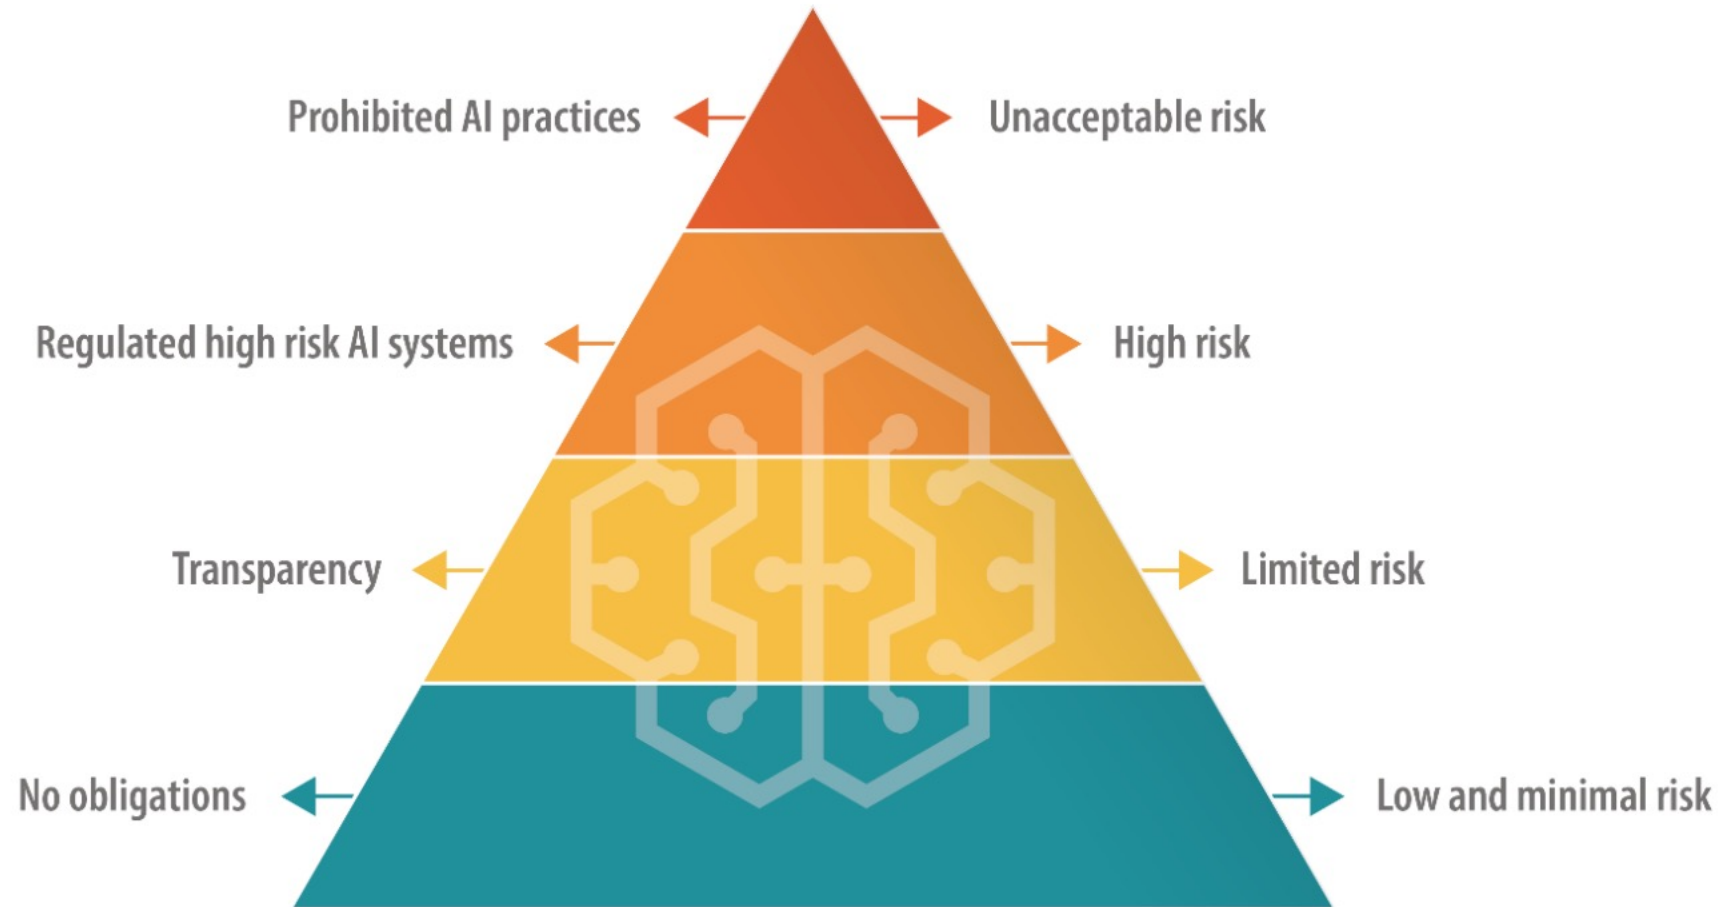 Prohibited AI practices
Unacceptable risk
Regulated high risk AI systems
High risk
Transparency
Limited risk
No obligations
Low and minimal risk